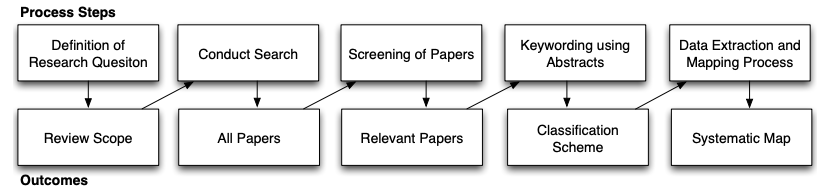 Process Steps
Definition of
Research Quesiton
Conduct Search
Screening of Papers
Keywording using
Abstracts
Data Extraction and
Mapping Process
Review Scope
All Papers
Relevant Papers
Classification
Scheme
Systematic Map
Outcomes